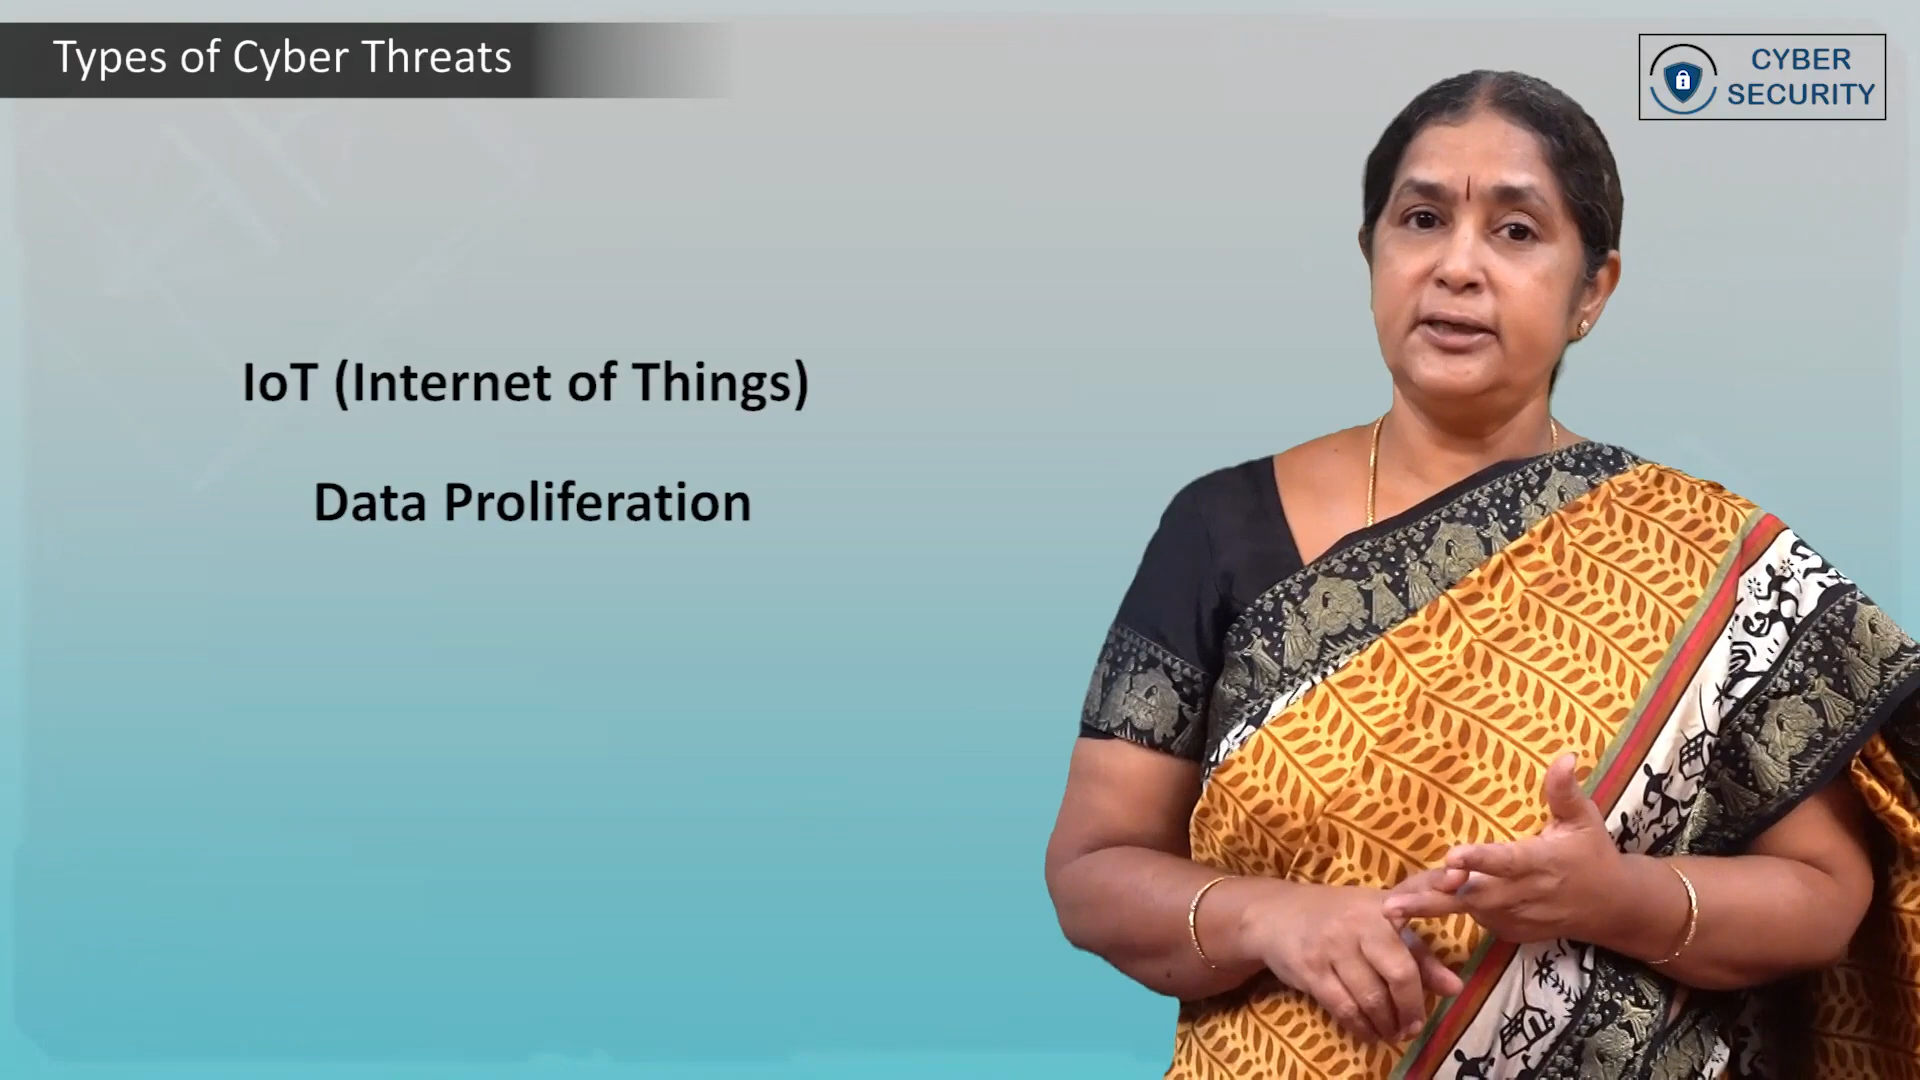 Types of Cyber Threats
CYBER
SECURITY
IoT (Internet of Things)
Data Proliferation